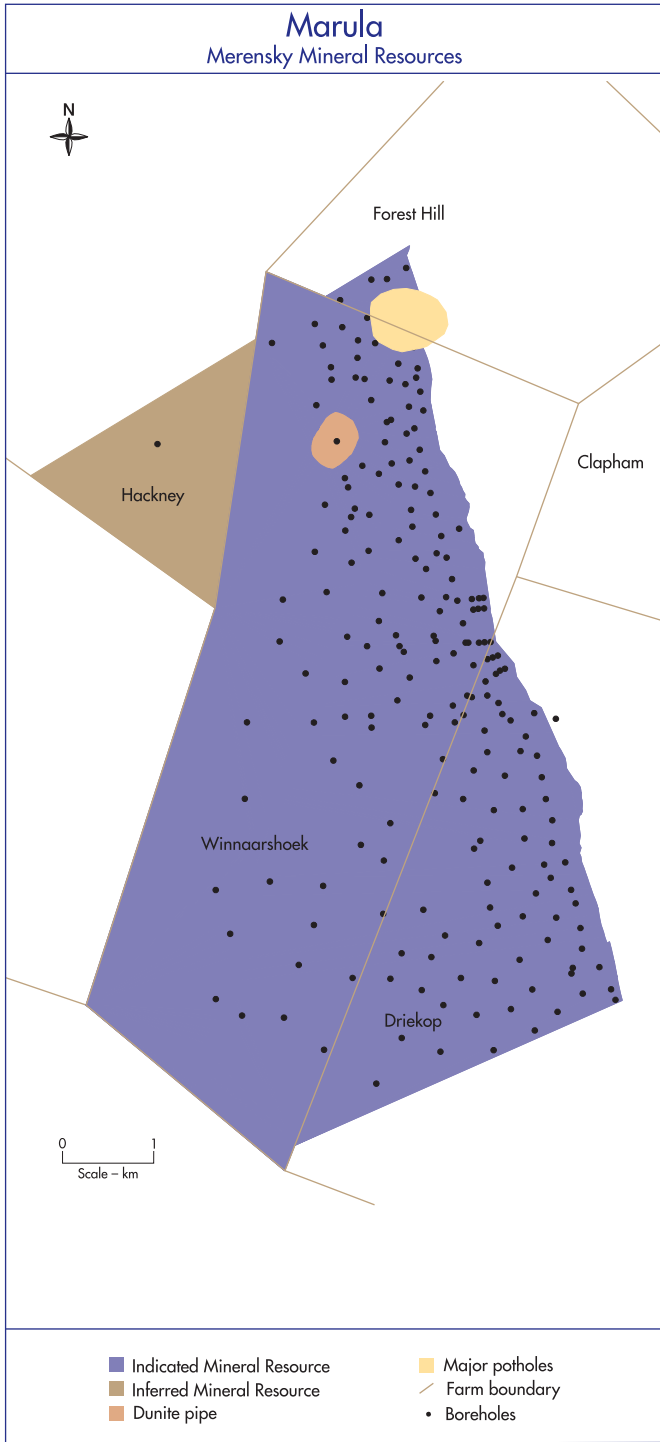 Marula
Merensky Mineral Resources
N
Forest Hill
Clapham
Hackney
Winnaarshoek
Driekop
0 1
Scale – km
Indicated Mineral Resource
Inferred Mineral Resource
Dunite pipe
Major potholes
Farm boundary
Boreholes